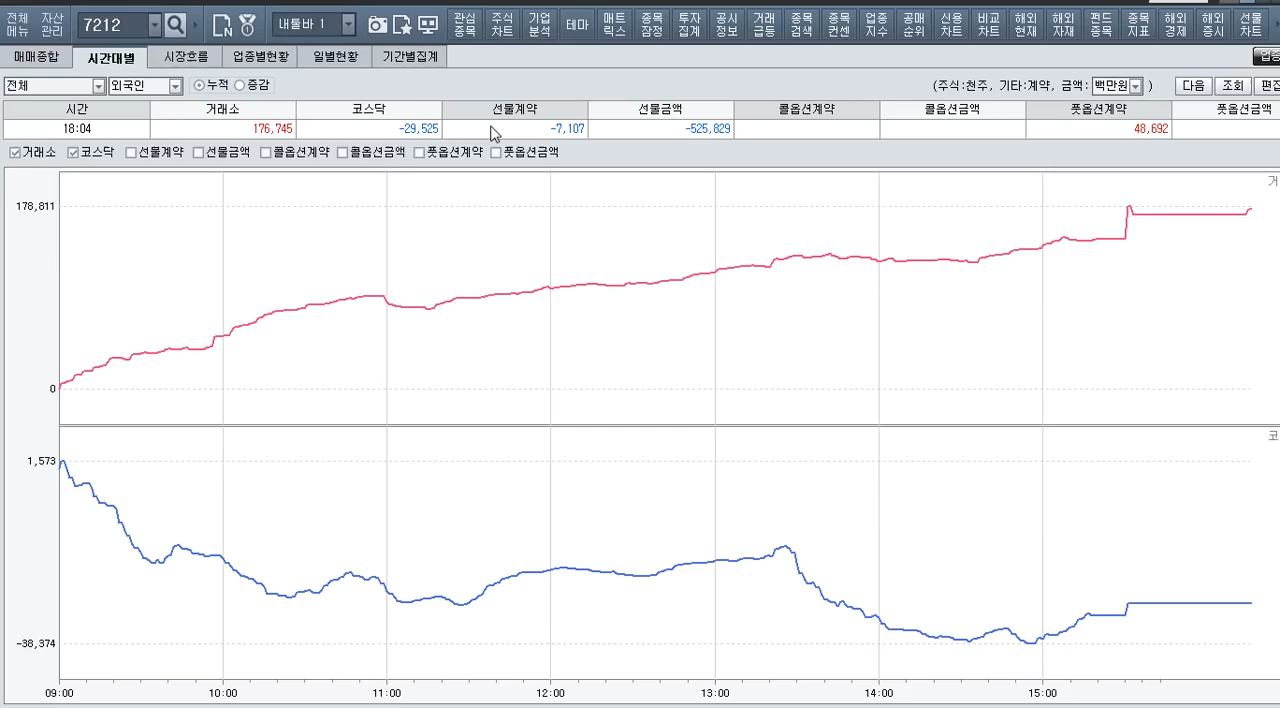 전체 자산 7212 내툴바 1 관심 주식 기업 테마 매트 종목 투자 공시 거래 종목 종목 업종 공매 신용 비교 해외 해외 펀드 종목 해외 해외 선물
메뉴 관리 종목 차트 분석 릭스 잠정 집계 정보 급등 검색 컨센 지수 순위 차트 차트 현재 자재 종목 지표 경제 증시 차트
매매종합 시간대별 시장흐름 업종별현황 일별현황 기간별집계 업종
전체 외국인 누적 증감 (주식:천주, 기타:계약, 금액: 백만원 ) 다음 조회 편집
시간 거래소 코스닥 선물계약 선물금액 콜옵션계약 콜옵션금액 풋옵션계약 풋옵션금액
18:04 176,745 -29,525 -7,107 -525,829 48,692
거래소 코스닥 선물계약 선물금액 콜옵션계약 콜옵션금액 풋옵션계약 풋옵션금액
거
178,811
0
코
1,573
-38,374
09:00 10:00 11:00 12:00 13:00 14:00 15:00